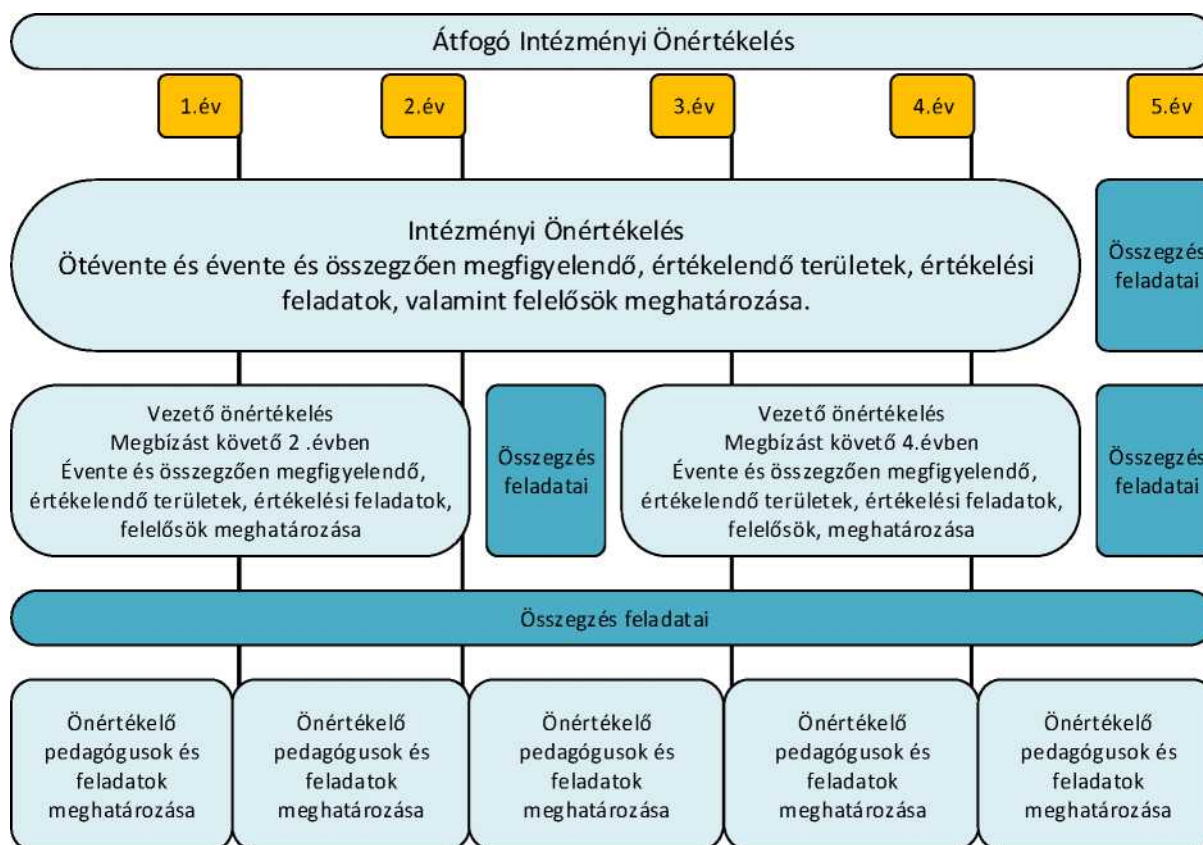 Átfogó Intézményi Önértékelés
1.év
2.év
3.év
4.év
5.év
Intézményi Önértékelés
Ötévente és évente és összegzően megfigyelendő, értékelendő területek, értékelési
feladatok, valamint felelősök meghatározása.
Összegzés
feladatai
Vezető önértékelés
Megbízást követő 2 .évben
Évente és összegzően megfigyelendő,
értékelendő területek, értékelési feladatok,
felelősök meghatározása
Összegzés
feladatai
Vezető önértékelés
Megbízást követő 4.évben
Évente és összegzően megfigyelendő,
értékelendő területek, értékelési feladatok,
felelősök, meghatározása
Összegzés
feladatai
Összegzés feladatai
Önértékelő
pedagógusok és
feladatok
meghatározása
Önértékelő
pedagógusok és
feladatok
meghatározása
Önértékelő
pedagógusok és
feladatok
meghatározása
Önértékelő
pedagógusok és
feladatok
meghatározása
Önértékelő
pedagógusok és
feladatok
meghatározása